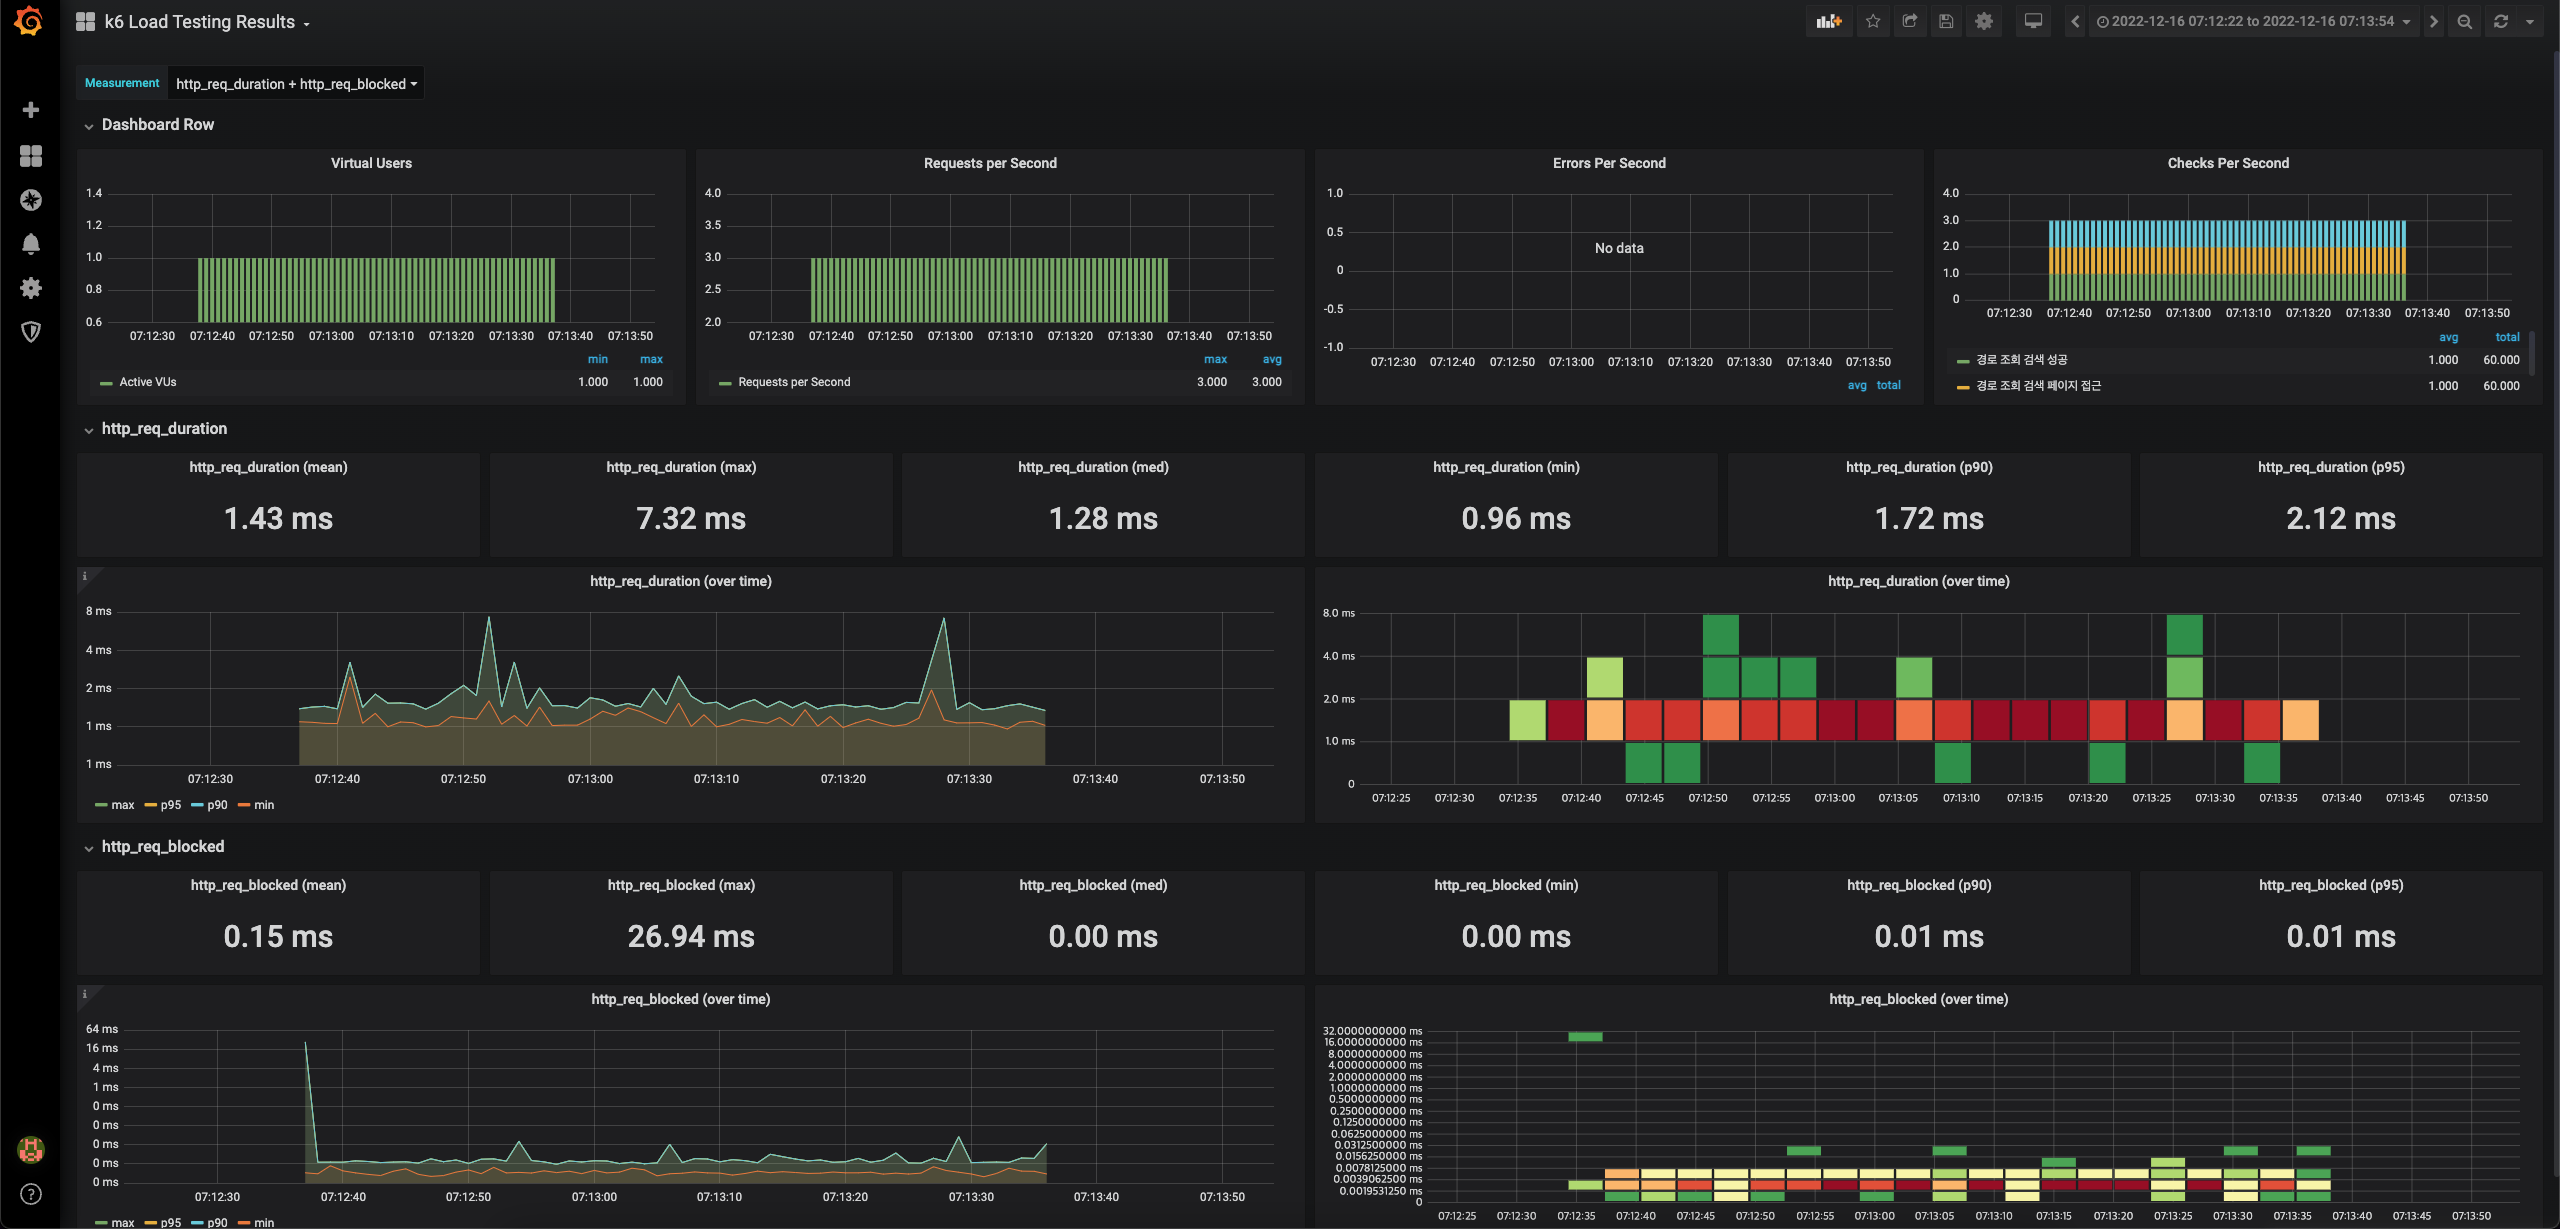 k6 Load Testing Results
2022-12-16 07:12:22 to 2022-12-16 07:13:54
Measurement http_req_duration + http_req_blocked
Dashboard Row
Virtual Users
1.4
1.2
1.0
0.8
0.6
07:12:30 07:12:40 07:12:50 07:13:00 07:13:10 07:13:20 07:13:30 07:13:40 07:13:50
min max
Active VUs 1.000 1.000
Requests per Second
4.0
3.5
3.0
2.5
2.0
07:12:30 07:12:40 07:12:50 07:13:00 07:13:10 07:13:20 07:13:30 07:13:40 07:13:50
max avg
Requests per Second 3.000 3.000
Errors Per Second
1.0
0.5
0
-0.5
-1.0
No data
07:12:30 07:12:40 07:12:50 07:13:00 07:13:10 07:13:20 07:13:30 07:13:40 07:13:50
avg total
Checks Per Second
4.0
3.0
2.0
1.0
0
07:12:30 07:12:40 07:12:50 07:13:00 07:13:10 07:13:20 07:13:30 07:13:40 07:13:50
avg total
경로 조회 검색 성공 1.000 60.000
경로 조회 검색 페이지 접근 1.000 60.000
http_req_duration
http_req_duration (mean)
1.43 ms
http_req_duration (max)
7.32 ms
http_req_duration (med)
1.28 ms
http_req_duration (min)
0.96 ms
http_req_duration (p90)
1.72 ms
http_req_duration (p95)
2.12 ms
http_req_duration (over time)
8 ms
4 ms
2 ms
1 ms
1 ms
07:12:30 07:12:40 07:12:50 07:13:00 07:13:10 07:13:20 07:13:30 07:13:40 07:13:50
max p95 p90 min
http_req_duration (over time)
8.0 ms
4.0 ms
2.0 ms
1.0 ms
0
07:12:25 07:12:30 07:12:35 07:12:40 07:12:45 07:12:50 07:12:55 07:13:00 07:13:05 07:13:10 07:13:15 07:13:20 07:13:25 07:13:30 07:13:35 07:13:40 07:13:45 07:13:50
http_req_blocked
http_req_blocked (mean)
0.15 ms
http_req_blocked (max)
26.94 ms
http_req_blocked (med)
0.00 ms
http_req_blocked (min)
0.00 ms
http_req_blocked (p90)
0.01 ms
http_req_blocked (p95)
0.01 ms
http_req_blocked (over time)
64 ms
16 ms
4 ms
1 ms
0 ms
0 ms
0 ms
0 ms
0 ms
07:12:30 07:12:40 07:12:50 07:13:00 07:13:10 07:13:20 07:13:30 07:13:40 07:13:50
max p95 p90 min
http_req_blocked (over time)
32.0000000000 ms
16.0000000000 ms
8.0000000000 ms
4.0000000000 ms
2.0000000000 ms
1.0000000000 ms
0.5000000000 ms
0.2500000000 ms
0.1250000000 ms
0.0625000000 ms
0.0312500000 ms
0.0156250000 ms
0.0078125000 ms
0.0039062500 ms
0.0019531250 ms
0
07:12:25 07:12:30 07:12:35 07:12:40 07:12:45 07:12:50 07:12:55 07:13:00 07:13:05 07:13:10 07:13:15 07:13:20 07:13:25 07:13:30 07:13:35 07:13:40 07:13:45 07:13:50